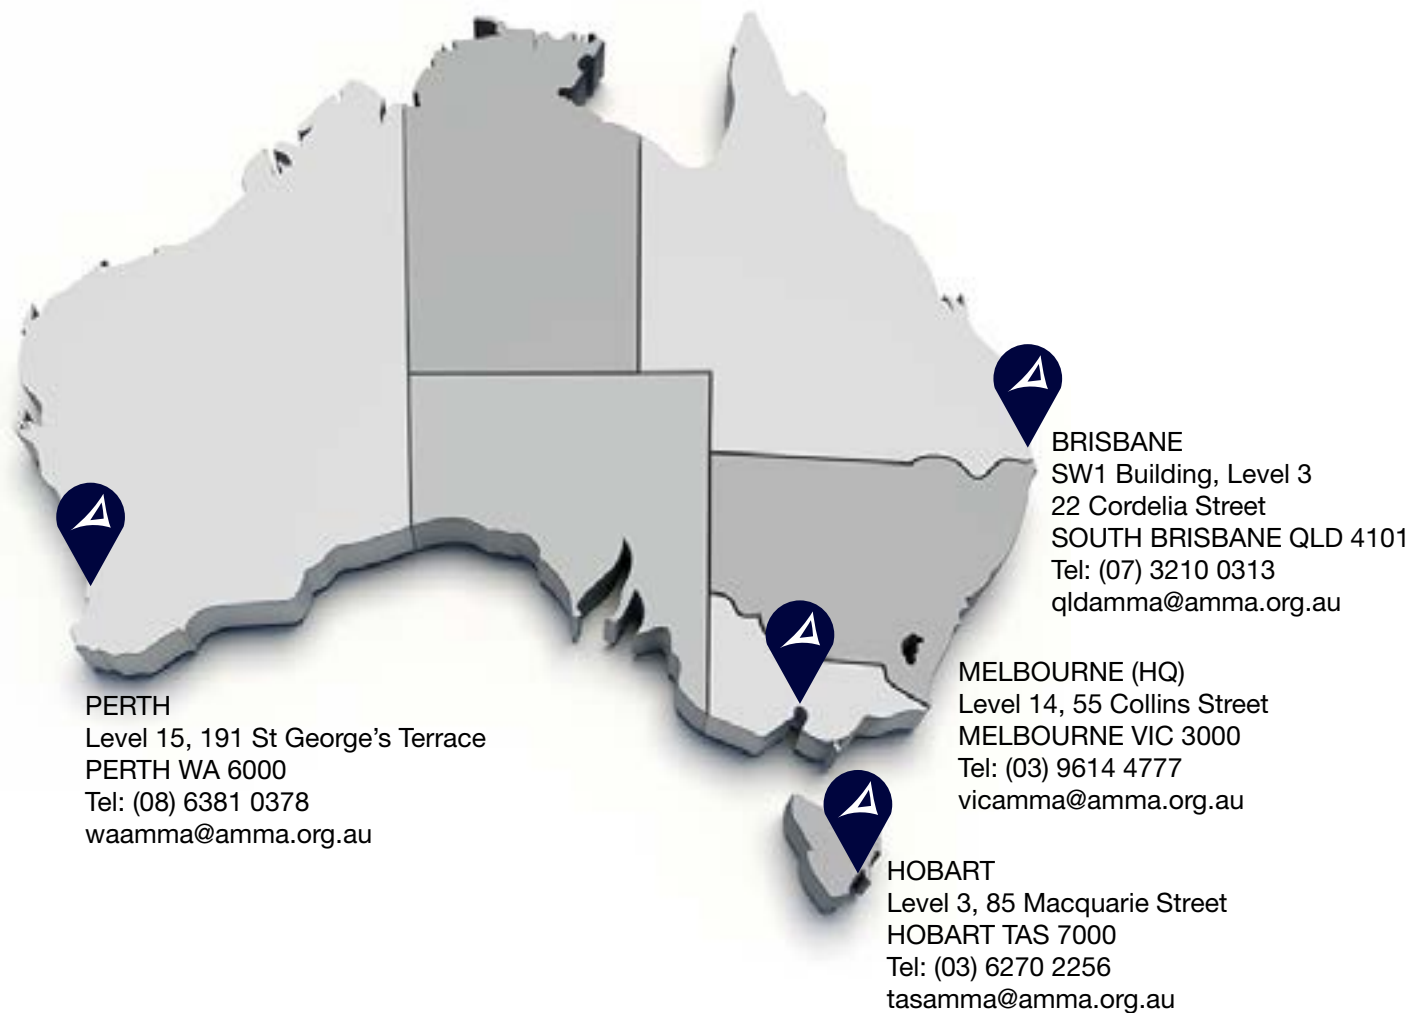 BRISBANE
SW1 Building, Level 3
22 Cordelia Street
SOUTH BRISBANE QLD 4101
Tel: (07) 3210 0313
qldamma@amma.org.au
MELBOURNE (HQ)
Level 14, 55 Collins Street
MELBOURNE VIC 3000
Tel: (03) 9614 4777
vicamma@amma.org.au
PERTH
Level 15, 191 St George’s Terrace
PERTH WA 6000
Tel: (08) 6381 0378
waamma@amma.org.au
HOBART
Level 3, 85 Macquarie Street
HOBART TAS 7000
Tel: (03) 6270 2256
tasamma@amma.org.au